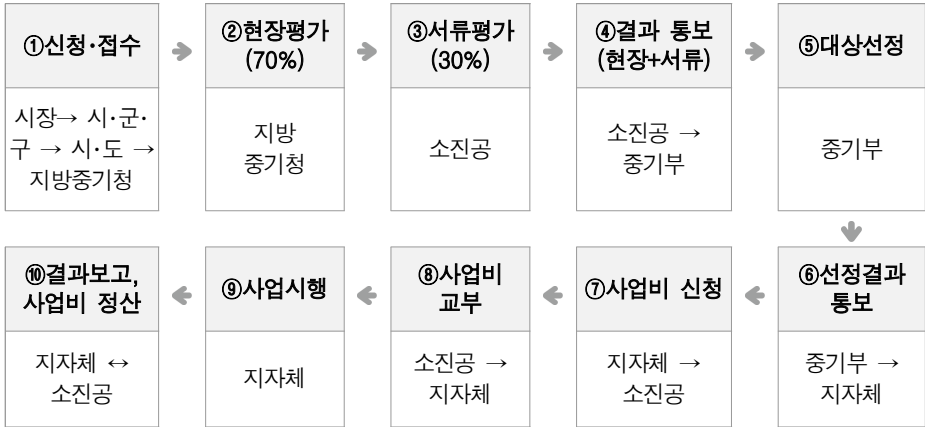 ①신청·접수
시장→ 시·군·
구 → 시·도 →
지방중기청
②현장평가
(70%)
지방
중기청
③서류평가
(30%)
소진공
④결과 통보
(현장+서류)
소진공 →
중기부
⑤대상선정
중기부
⑥선정결과
통보
중기부 →
지자체
⑦사업비 신청
지자체 →
소진공
⑧사업비
교부
소진공 →
지자체
⑨사업시행
지자체
⑩결과보고,
사업비 정산
지자체 ↔
소진공